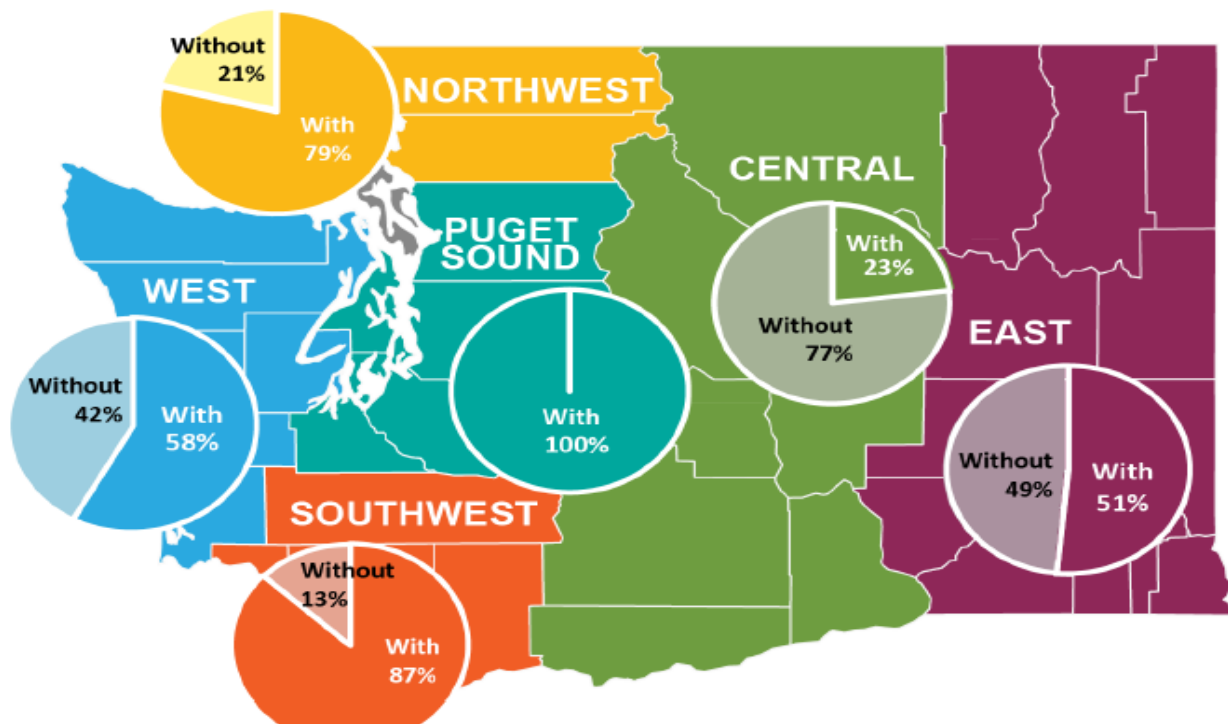 Without
21%
With
79%
NORTHWEST
CENTRAL
PUGET
SOUND
With
23%
Without
77%
WEST
Without
42%
With
58%
With
100%
EAST
Without
49%
With
51%
SOUTHWEST
Without
13%
With
87%